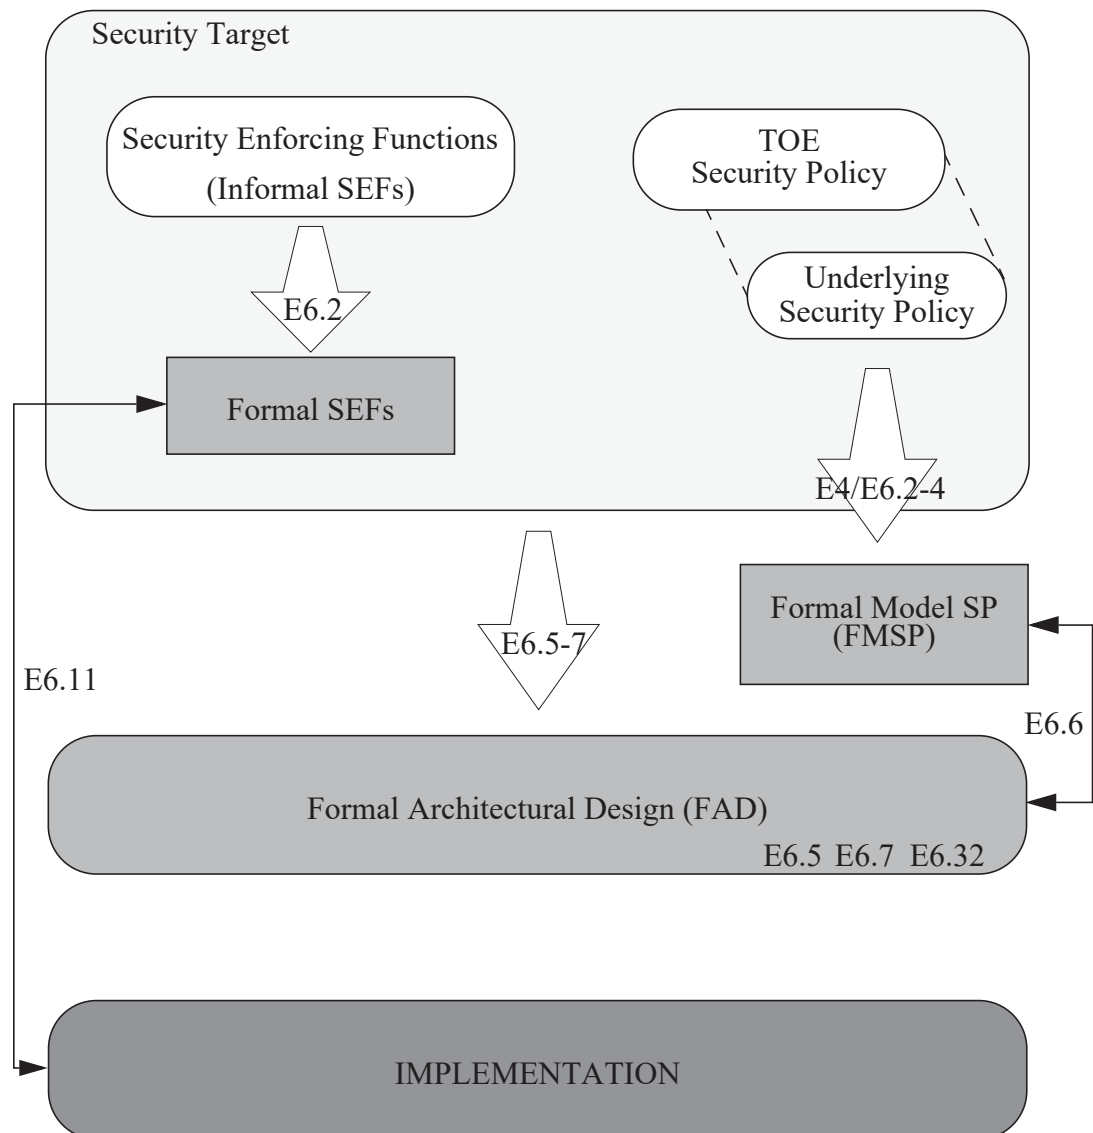 Security Target
Security Enforcing Functions
(Informal SEFs)
TOE
Security Policy
Underlying
Security Policy
E6.2
Formal SEFs
E4/E6.2-4
Formal Model SP
(FMSP)
E6.5-7
E6.11
E6.6
Formal Architectural Design (FAD)
E6.5 E6.7 E6.32
IMPLEMENTATION